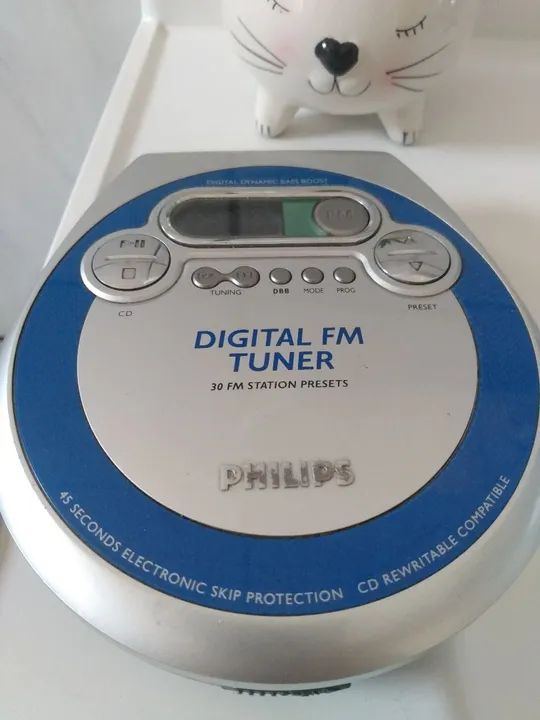 DIGITAL DYNAMIC BASS BOOST
TUNING
DBB
MODE
PROG
CD
PRESET
DIGITAL FM
TUNER
30 FM STATION PRESETS
PHILIPS
45 SECONDS ELECTRONIC SKIP PROTECTION CD REWRITABLE COMPATIBLE